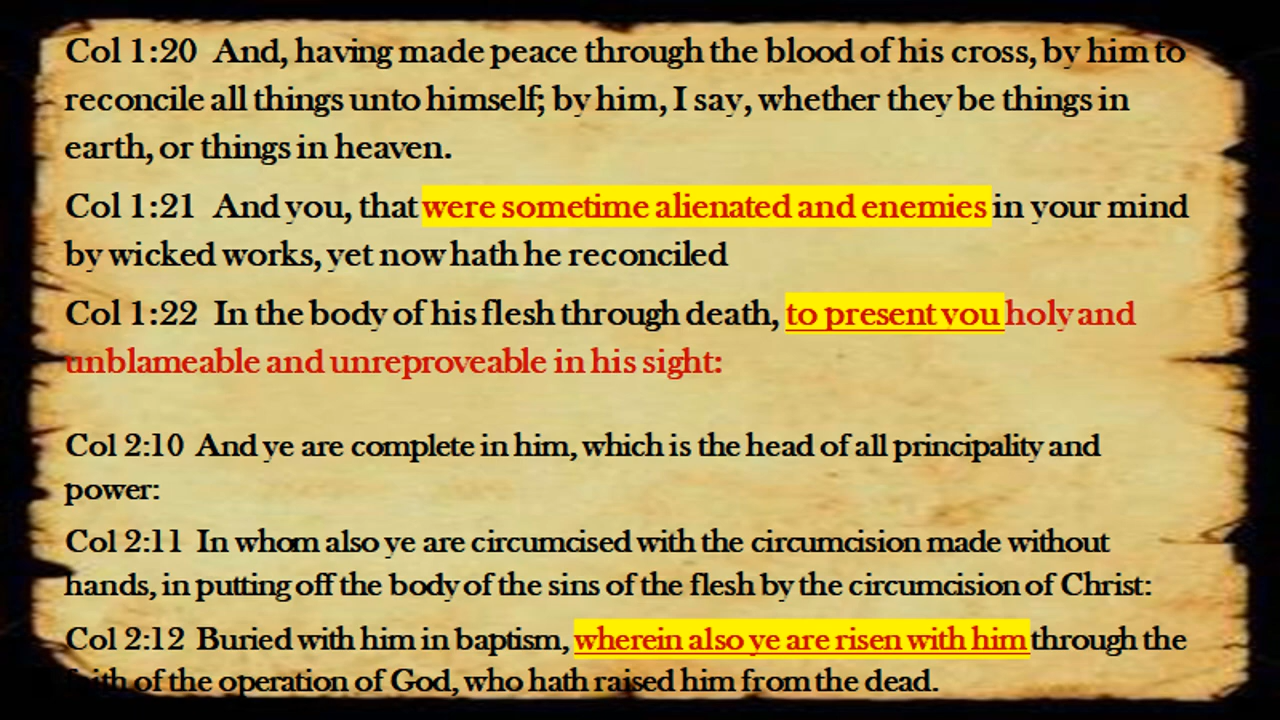 Col 1:20 And, having made peace through the blood of his cross, by him to
reconcile all things unto himself; by him, I say, whether they be things in
earth, or things in heaven.
Col 1:21 And you, that were sometime alienated and enemies in your mind
by wicked works, yet now hath he reconciled
Col 1:22 In the body of his flesh through death, to present you holy and
unblameable and unreproveable in his sight:
Col 2:10 And ye are complete in him, which is the head of all principality and
power:
Col 2:11 In whom also ye are circumcised with the circumcision made without
hands, in putting off the body of the sins of the flesh by the circumcision of Christ:
Col 2:12 Buried with him in baptism, wherein also ye are risen with him through the
faith of the operation of God, who hath raised him from the dead.